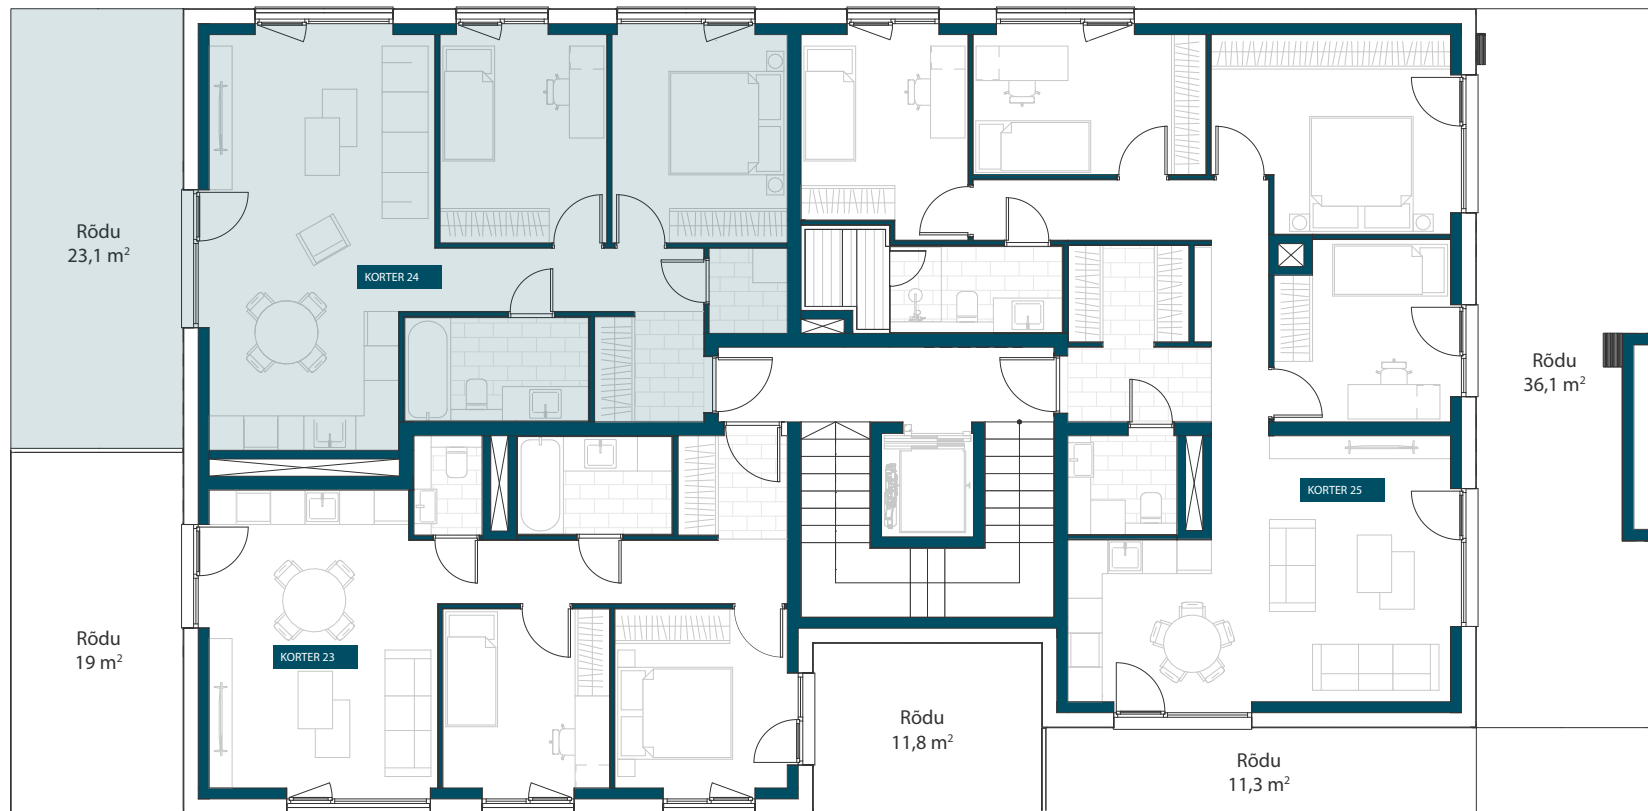 Rõdu
23,1 m²
KORTER 24
Rõdu
36,1 m²
KORTER 25
Rõdu
19 m²
KORTER 23
Rõdu
11,8 m²
Rõdu
11,3 m²